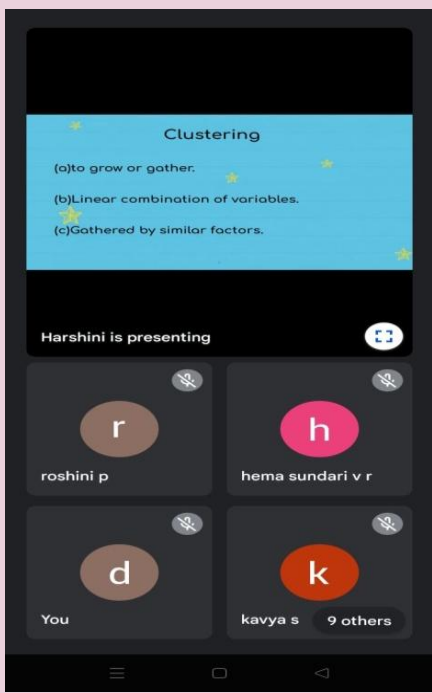 Clustering
(a)to grow or gather.
(b)Linear combination of variables.
(c)Gathered by similar factors.
Harshini is presenting
r
h
roshini p
hema sundari v r
d
k
You
kavya s
9 others